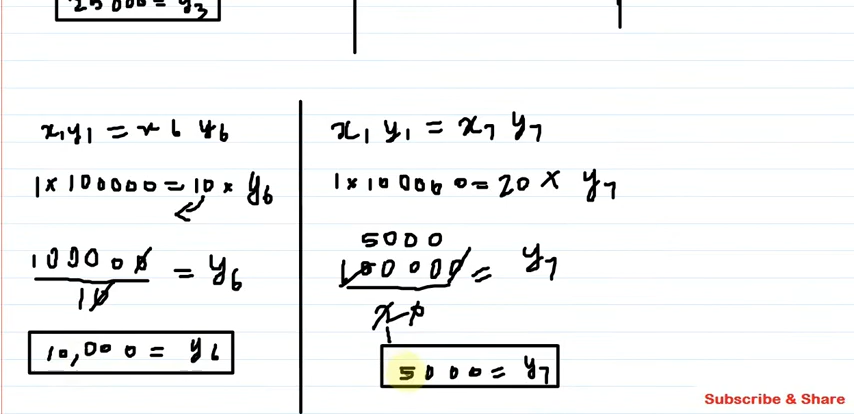 25000 = y₃
x₁y₁ = x6 y₆
1 x 100000 = 10 x y₆
100000
10
= y₆
10,000 = y₆
x₁ y₁ = x₇ y₇
1 x 100000 = 20 x y₇
5000
100000
20
= y₇
1
5000 = y₇
Subscribe & Share